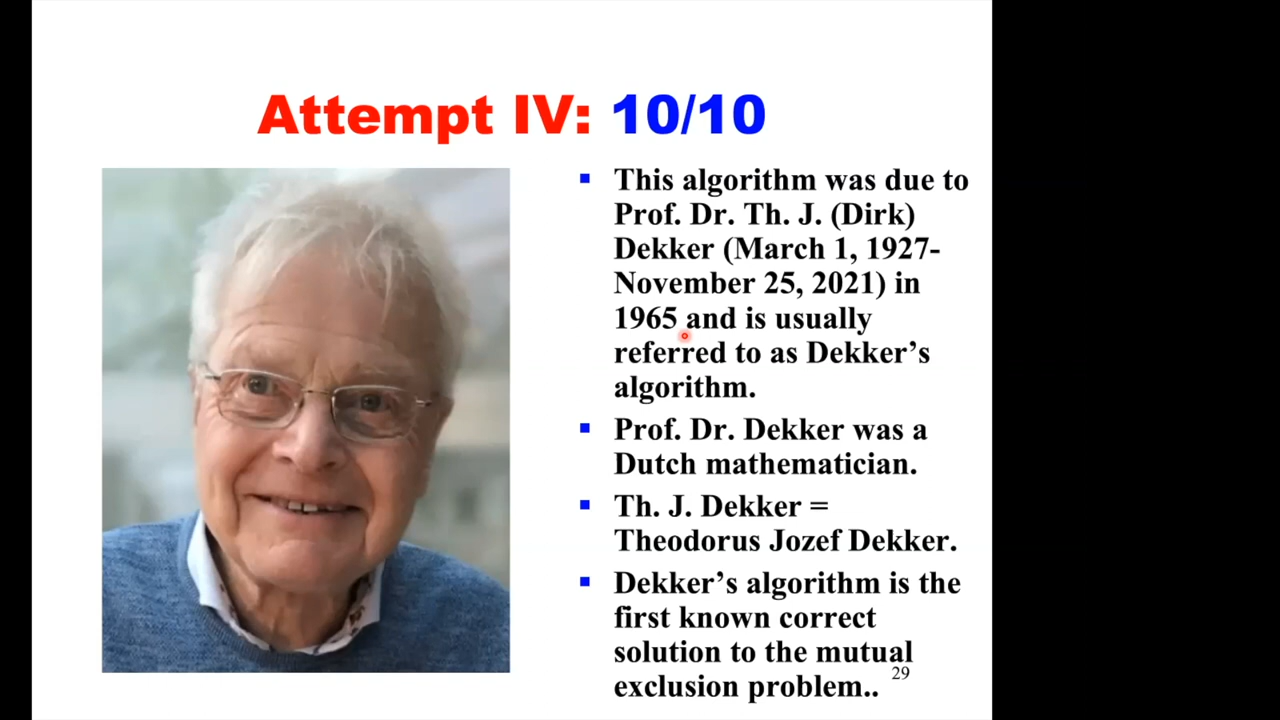 Attempt IV: 10/10
▪ This algorithm was due to
Prof. Dr. Th. J. (Dirk)
Dekker (March 1, 1927-
November 25, 2021) in
1965 and is usually
referred to as Dekker’s
algorithm.
▪ Prof. Dr. Dekker was a
Dutch mathematician.
▪ Th. J. Dekker =
Theodorus Jozef Dekker.
▪ Dekker’s algorithm is the
first known correct
solution to the mutual
exclusion problem..
29